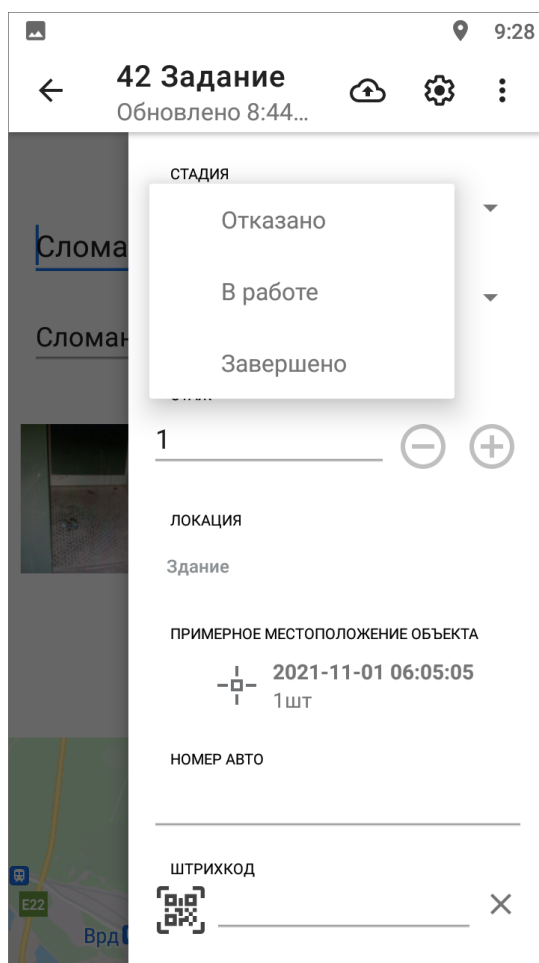 9:28
42 Задание
Обновлено 8:44...
СТАДИЯ
Отказано
В работе
Завершено
Слома
Сломан
1
ЛОКАЦИЯ
Здание
ПРИМЕРНОЕ МЕСТОПОЛОЖЕНИЕ ОБЪЕКТА
2021-11-01 06:05:05
1шт
НОМЕР АВТО
ШТРИХКОД
E22
Врд